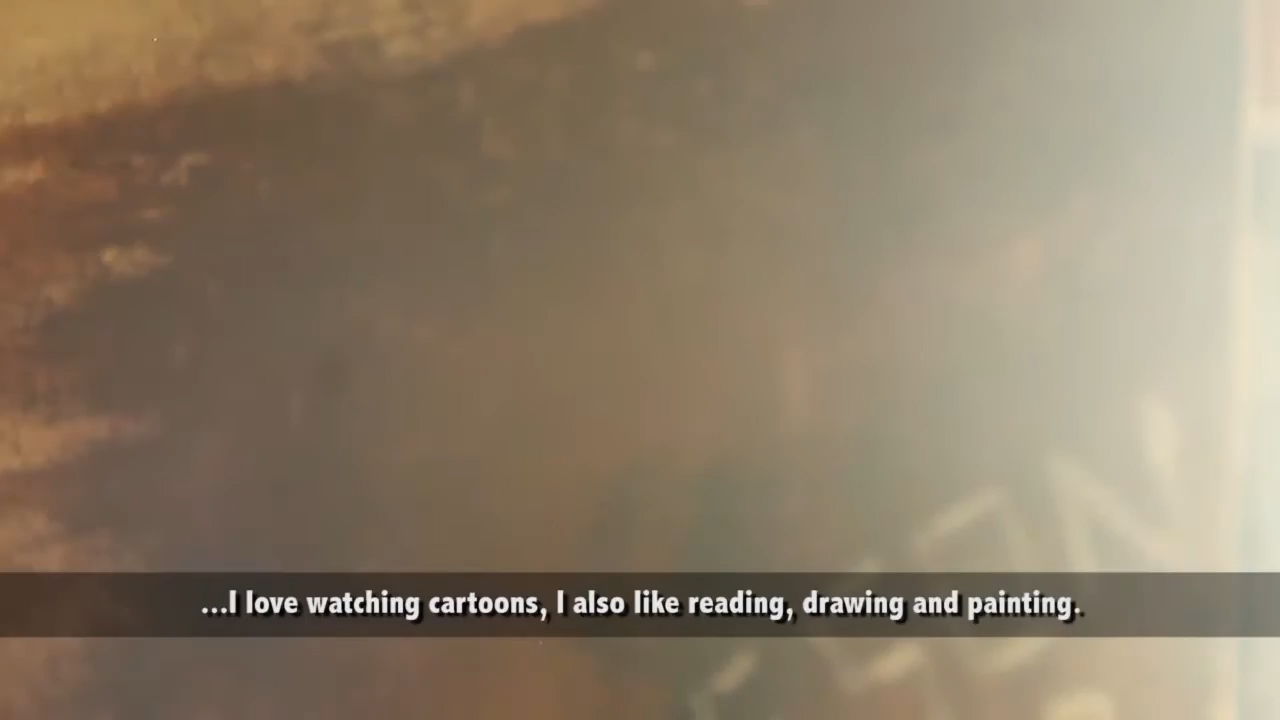 ...I love watching cartoons, I also like reading, drawing and painting.